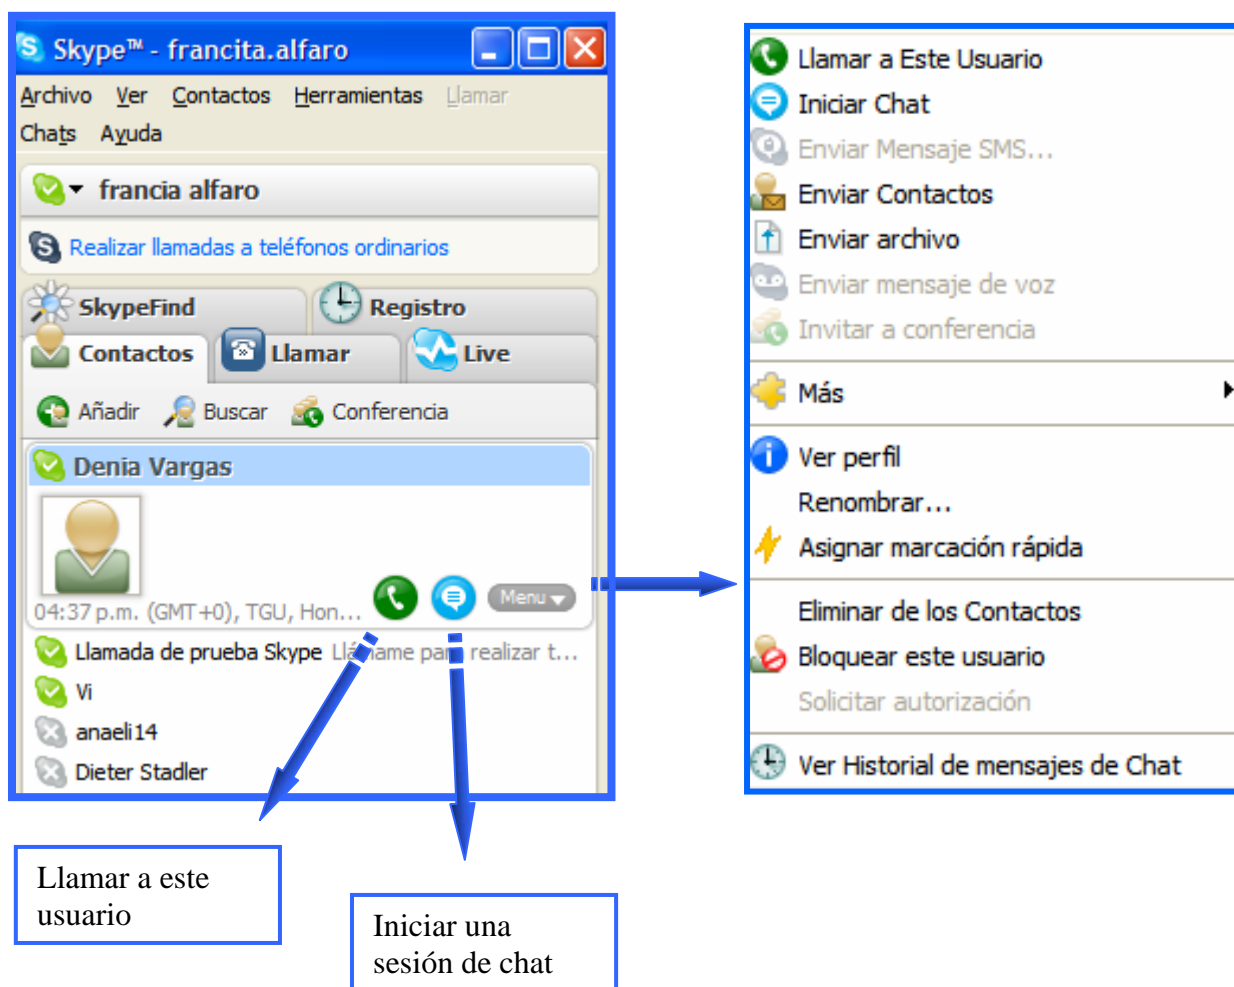 Skype™ - francita.alfaro
Archivo Ver Contactos Herramientas Llamar
Chats Ayuda
francia alfaro
Realizar llamadas a teléfonos ordinarios
SkypeFind Registro
Contactos Llamar Live
Añadir Buscar Conferencia
Denia Vargas
04:37 p.m. (GMT+0), TGU, Hon... Menu
Llamada de prueba Skype realizar t...
Vi
anaeli14
Dieter Stadler
Llamar a este
usuario
Iniciar una
sesión de chat
Llamar a Este Usuario
Iniciar Chat
Enviar Mensaje SMS...
Enviar Contactos
Enviar archivo
Enviar mensaje de voz
Invitar a conferencia
Más
Ver perfil
Renombrar...
Asignar marcación rápida
Eliminar de los Contactos
Bloquear este usuario
Solicitar autorización
Ver Historial de mensajes de Chat